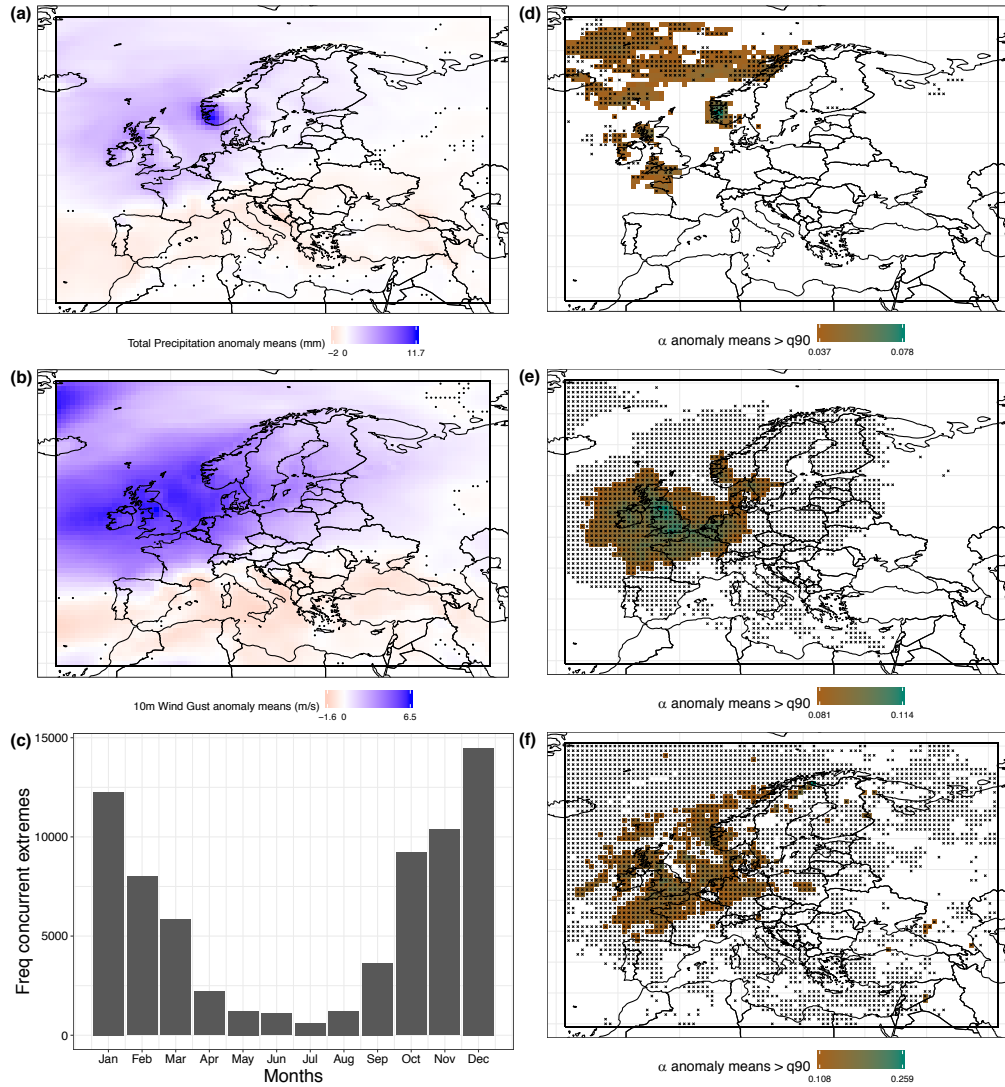 (a)
Total Precipitation anomaly means (mm)
−2 0 11.7
(b)
10m Wind Gust anomaly means (m/s)
−1.6 0 6.5
(c)
15000
10000
5000
0
Freq concurrent extremes
Jan Feb Mar Apr May Jun Jul Aug Sep Oct Nov Dec
Months
(d)
α anomaly means > q90
0.037 0.078
(e)
α anomaly means > q90
0.081 0.114
(f)
α anomaly means > q90
0.108 0.259